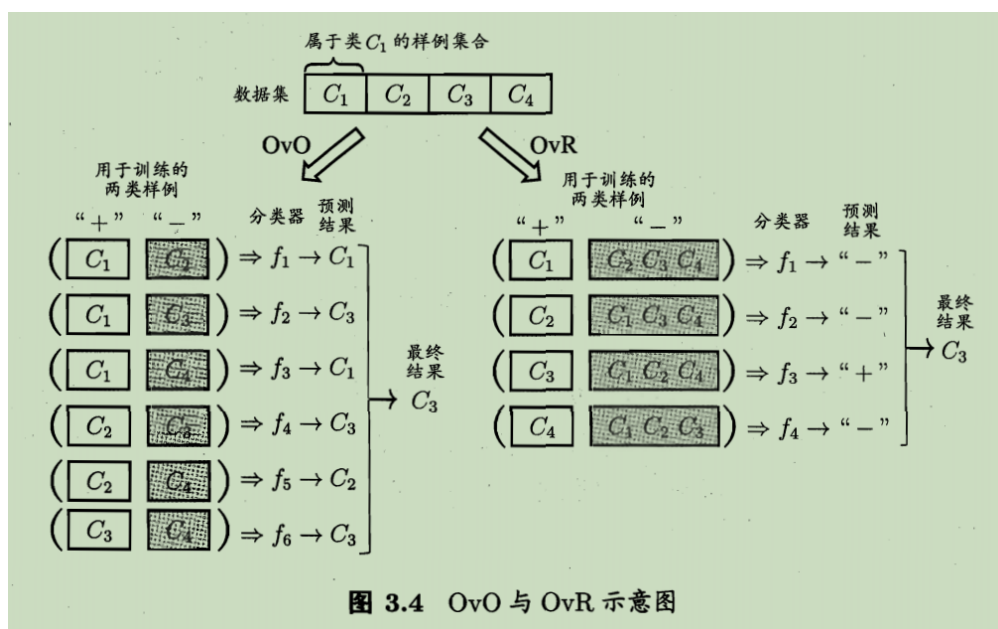 属于类C₁的样例集合
数据集 C₁ C₂ C₃ C₄
OvO OvR
用于训练的
两类样例
“+” “−” 分类器 预测
结果
( C₁ C₂ ) ⇒ f₁ → C₁
( C₁ C₃ ) ⇒ f₂ → C₃
( C₁ C₄ ) ⇒ f₃ → C₁
( C₂ C₃ ) ⇒ f₄ → C₃
( C₂ C₄ ) ⇒ f₅ → C₂
( C₃ C₄ ) ⇒ f₆ → C₃
最终
结果
C₃
用于训练的
两类样例
“+” “−” 分类器 预测
结果
( C₁ C₂ C₃ C₄ ) ⇒ f₁ → “−”
( C₂ C₁ C₃ C₄ ) ⇒ f₂ → “−”
( C₃ C₁ C₂ C₄ ) ⇒ f₃ → “+”
( C₄ C₁ C₂ C₃ ) ⇒ f₄ → “−”
最终
结果
C₃
图 3.4 OvO 与 OvR 示意图